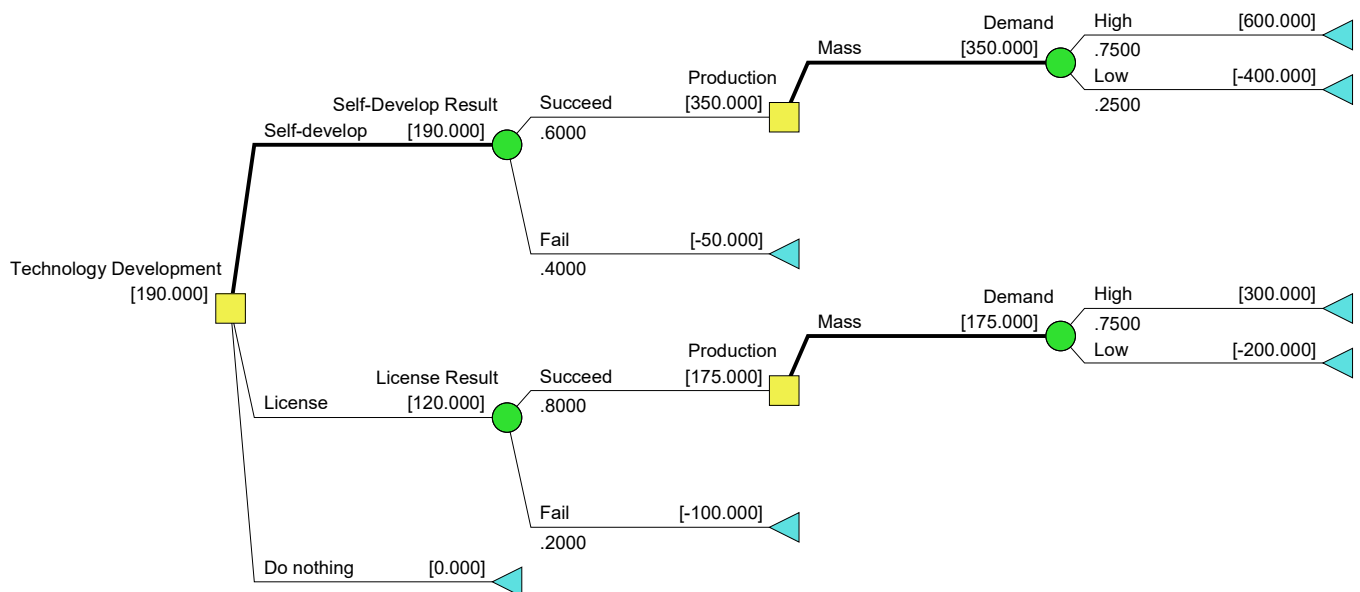 Demand
High
[600.000]
Mass
[350.000]
.7500
Low
[-400.000]
.2500
Production
Self-Develop Result
Succeed
[350.000]
Self-develop
[190.000]
.6000
Fail
[-50.000]
.4000
Technology Development
[190.000]
Demand
High
[300.000]
Mass
[175.000]
.7500
Low
[-200.000]
Production
License Result
Succeed
[175.000]
License
[120.000]
.8000
Fail
[-100.000]
.2000
Do nothing
[0.000]